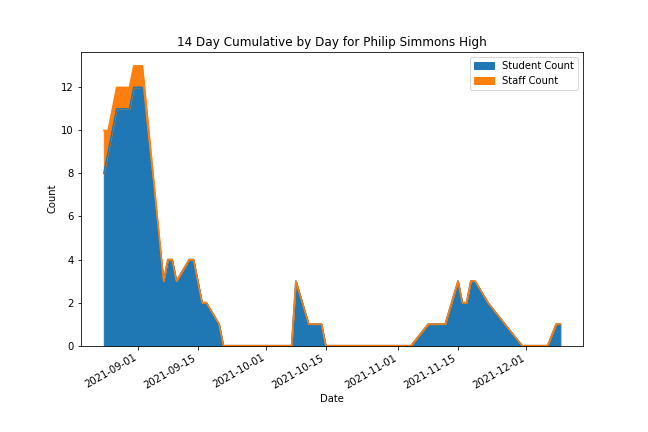 14 Day Cumulative by Day for Philip Simmons High
Student Count
Staff Count
12
10
8
6
4
2
0
Count
2021-09-01
2021-09-15
2021-10-01
2021-10-15
2021-11-01
2021-11-15
2021-12-01
Date